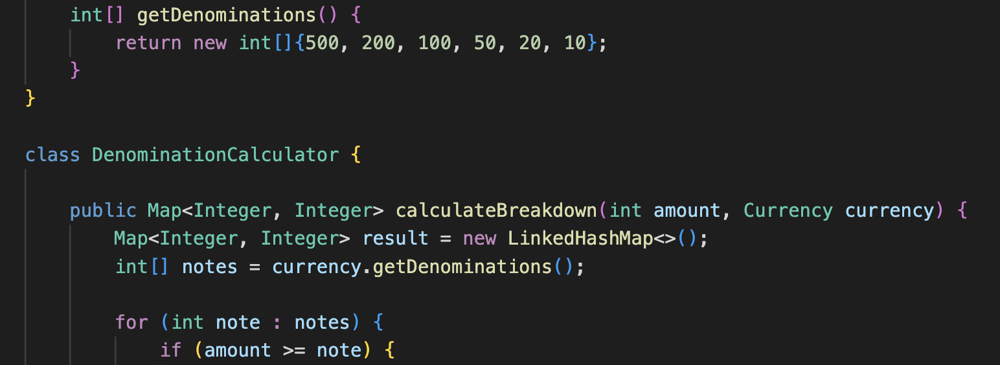 int[] getDenominations() {
return new int[]{500, 200, 100, 50, 20, 10};
}
}
class DenominationCalculator {
public Map<Integer, Integer> calculateBreakdown(int amount, Currency currency) {
Map<Integer, Integer> result = new LinkedHashMap<>();
int[] notes = currency.getDenominations();
for (int note : notes) {
if (amount >= note) {